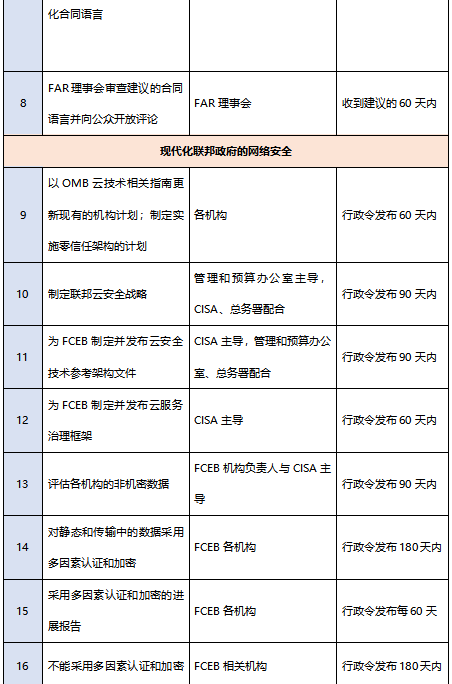 化合同语言
8
FAR 理事会审查建议的合同
语言并向公众开放评论
FAR 理事会
收到建议的 60 天内
现代化联邦政府的网络安全
9
以 OMB 云技术相关指南更
新现有的机构计划；制定实
施零信任架构的计划
各机构
行政令发布 60 天内
10
制定联邦云安全战略
管理和预算办公室主导，
CISA、总务署配合
行政令发布 90 天内
11
为 FCEB 制定并发布云安全
技术参考架构文件
CISA 主导，管理和预算办公
室、总务署配合
行政令发布 90 天内
12
为 FCEB 制定并发布云服务
治理框架
CISA 主导
行政令发布 60 天内
13
评估各机构的非机密数据
FCEB 机构负责人与 CISA 主
导
行政令发布 90 天内
14
对静态和传输中的数据采用
多因素认证和加密
FCEB 各机构
行政令发布 180 天内
15
采用多因素认证和加密的进
展报告
FCEB 各机构
行政令发布每 60 天
16
不能采用多因素认证和加密
FCEB 相关机构
行政令发布 180 天内